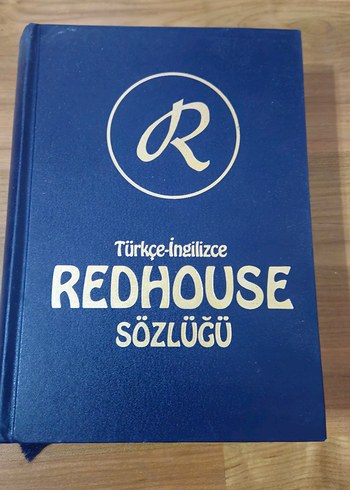 R
Türkçe-İngilizce
REDHOUSE
SÖZLÜĞÜ